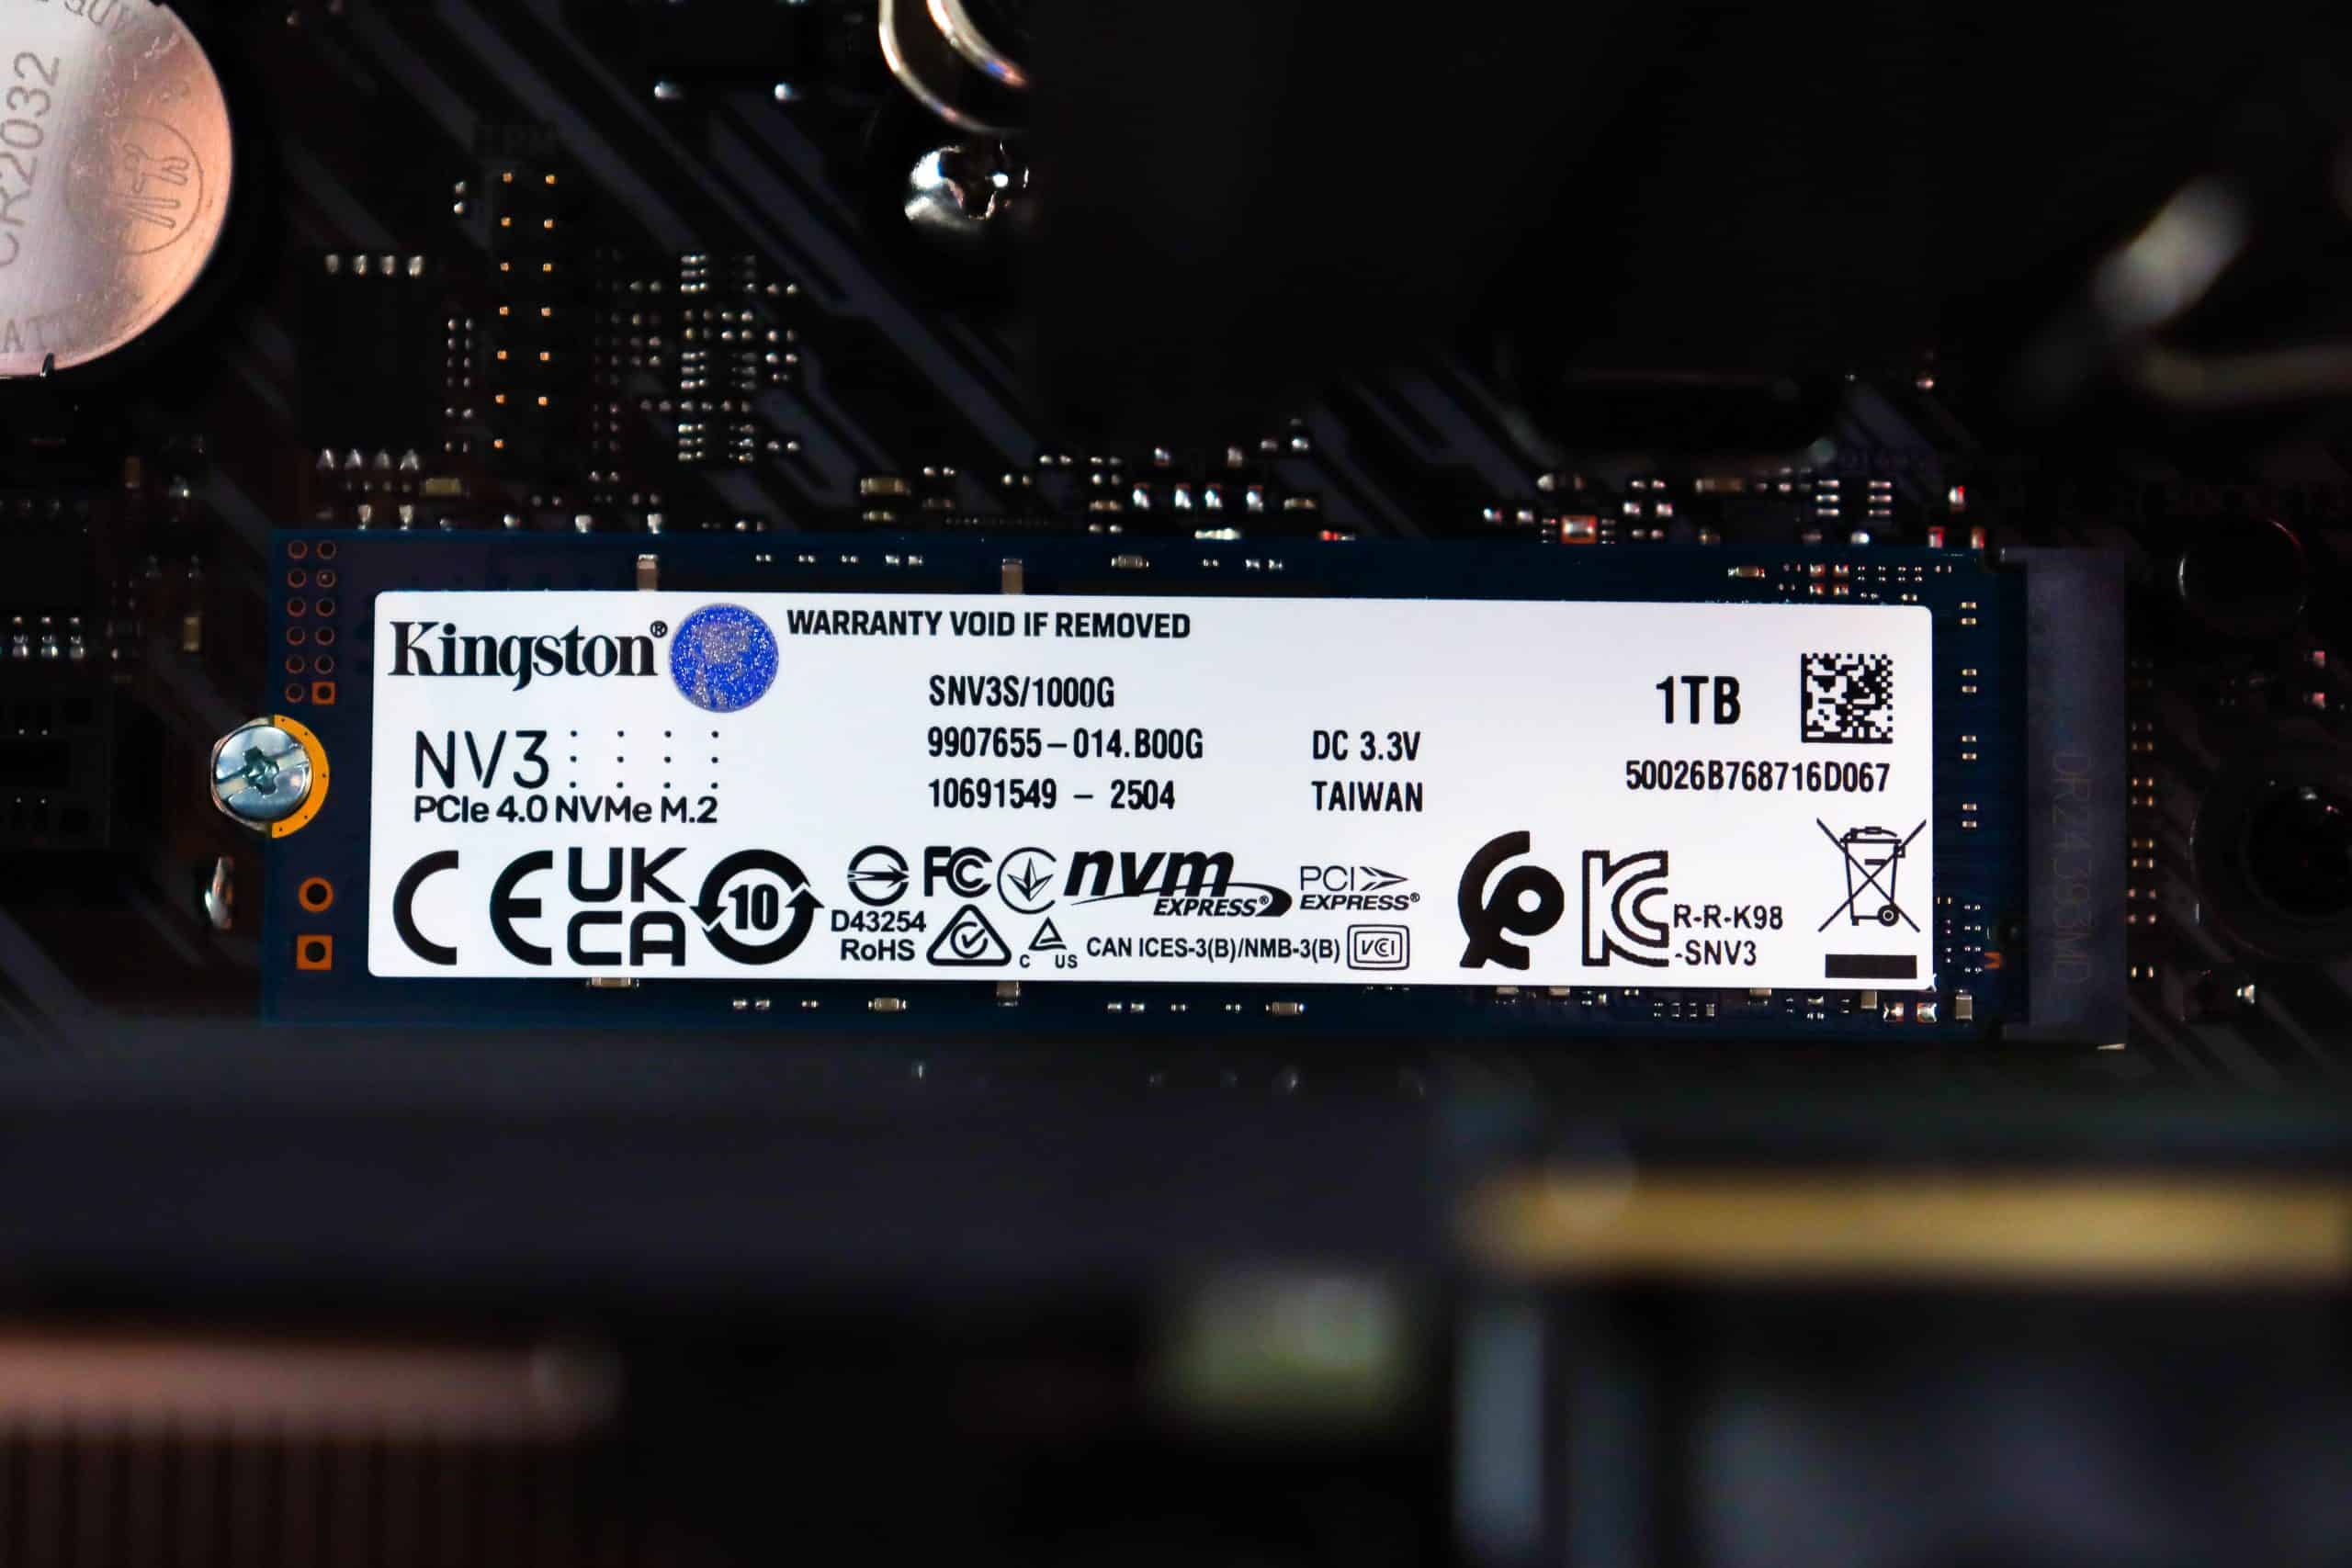 CR2032
Kingston®
WARRANTY VOID IF REMOVED
SNV3S/1000G
1TB
NV3
9907655-014.B00G
DC 3.3V
50026B768716D067
PCIe 4.0 NVMe M.2
10691549 - 2504
TAIWAN
CE
UK
CA
10
D43254
RoHS
FC
nvm
EXPRESS®
PCI
EXPRESS®
C US
CAN ICES-3(B)/NMB-3(B)
VCI
R-R-K98
-SNV3